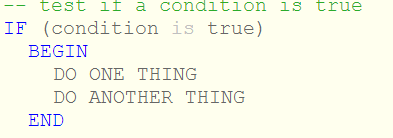 -- test if a condition is true
IF (condition is true)
BEGIN
DO ONE THING
DO ANOTHER THING
END